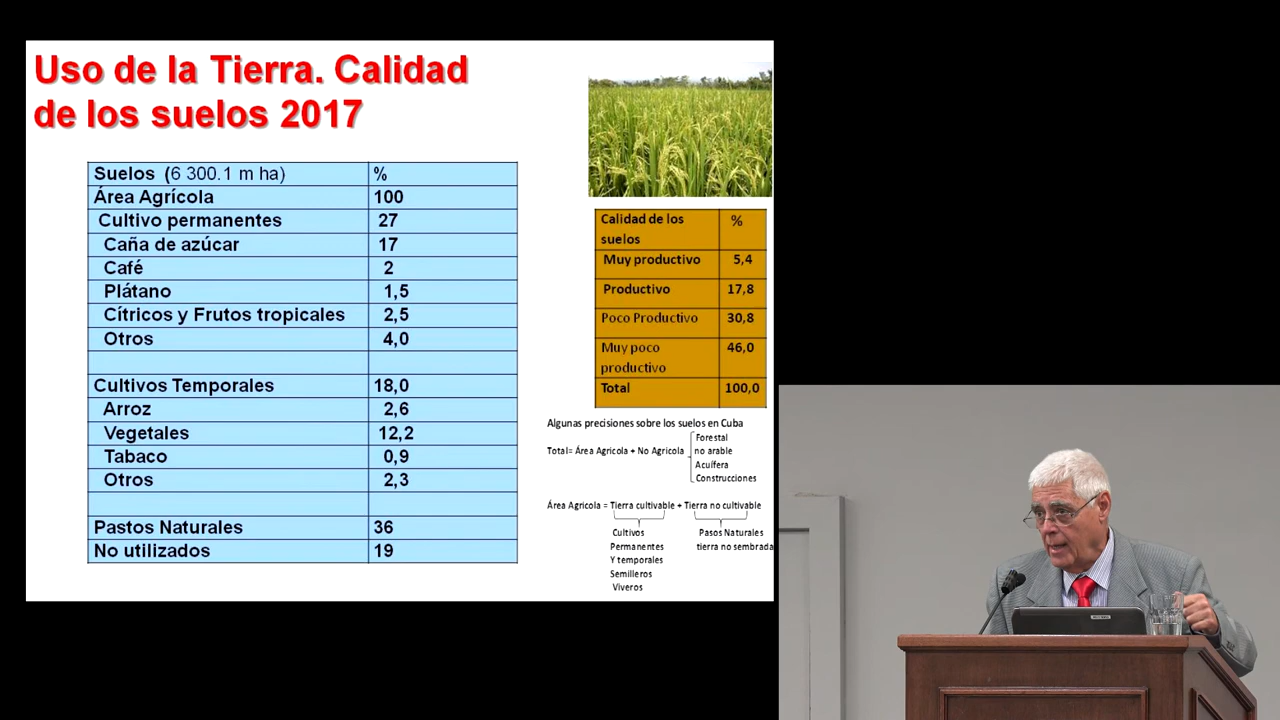 Uso de la Tierra. Calidad
de los suelos 2017
Suelos (6 300.1 m ha) %
Área Agrícola 100
Cultivo permanentes 27
Caña de azúcar 17
Café 2
Plátano 1,5
Cítricos y Frutos tropicales 2,5
Otros 4,0
Cultivos Temporales 18,0
Arroz 2,6
Vegetales 12,2
Tabaco 0,9
Otros 2,3
Pastos Naturales 36
No utilizados 19
Calidad de los %
suelos
Muy productivo 5,4
Productivo 17,8
Poco Productivo 30,8
Muy poco 46,0
productivo
Total 100,0
Algunas precisiones sobre los suelos en Cuba
Forestal
Total= Área Agricola + No Agricola no arable
Acuífera
Construcciones
Área Agricola = Tierra cultivable + Tierra no cultivable
Cultivos Pasos Naturales
Permanentes tierra no sembrada
Y temporales
Semilleros
Viveros